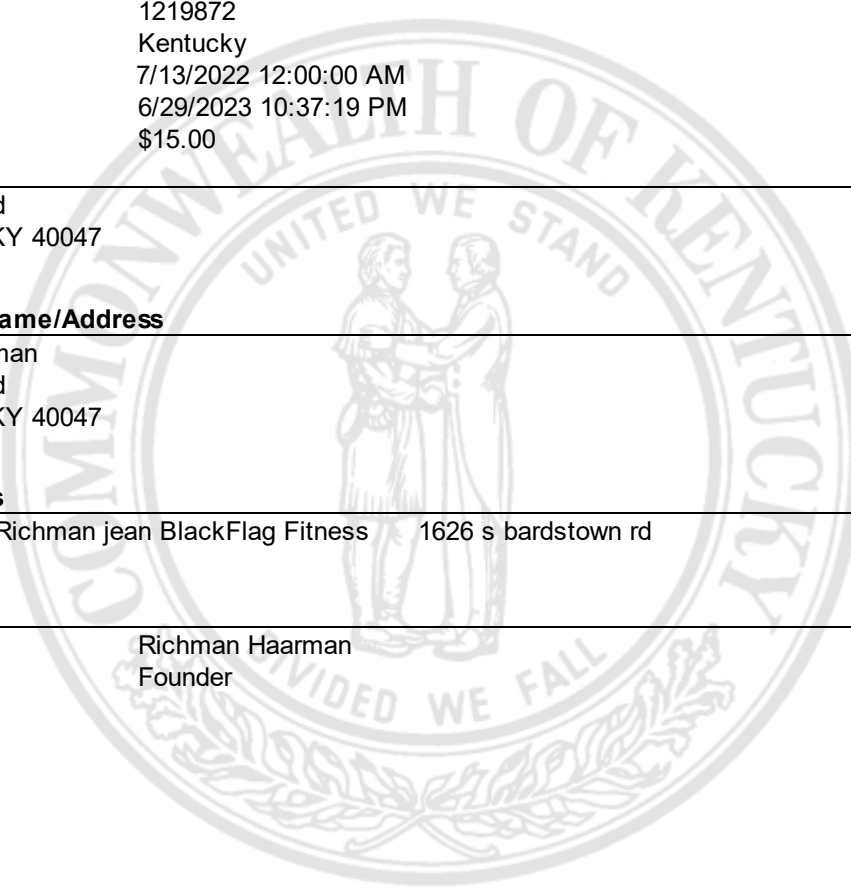 1219872
Kentucky
7/13/2022 12:00:00 AM
6/29/2023 10:37:19 PM
$15.00
KY 40047
ame/Address
man
KY 40047
Richman jean BlackFlag Fitness 1626 s bardstown rd
Richman Haarman
Founder
COMMONWEALTH OF KENTUCKY
UNITED WE STAND
DIVIDED WE FALL